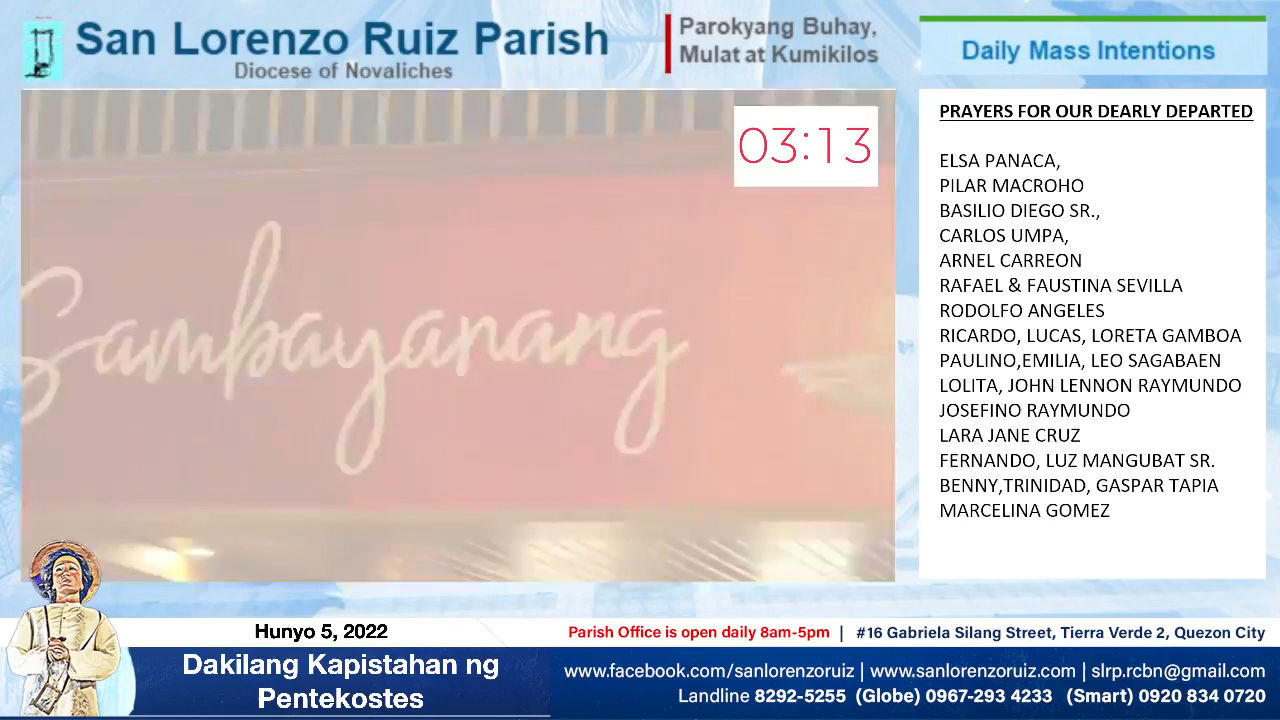 San Lorenzo Ruiz Parish
Diocese of Novaliches
Parokyang Buhay,
Mulat at Kumikilos
Daily Mass Intentions
03:13
Sambayanang
PRAYERS FOR OUR DEARLY DEPARTED
ELSA PANACA,
PILAR MACROHO
BASILIO DIEGO SR.,
CARLOS UMPA,
ARNEL CARREON
RAFAEL & FAUSTINA SEVILLA
RODOLFO ANGELES
RICARDO, LUCAS, LORETA GAMBOA
PAULINO,EMILIA, LEO SAGABAEN
LOLITA, JOHN LENNON RAYMUNDO
JOSEFINO RAYMUNDO
LARA JANE CRUZ
FERNANDO, LUZ MANGUBAT SR.
BENNY,TRINIDAD, GASPAR TAPIA
MARCELINA GOMEZ
Hunyo 5, 2022
Dakilang Kapistahan ng
Pentekostes
Parish Office is open daily 8am-5pm | #16 Gabriela Silang Street, Tierra Verde 2, Quezon City
www.facebook.com/sanlorenzoruiz | www.sanlorenzoruiz.com | slrp.rcbn@gmail.com
Landline 8292-5255 (Globe) 0967-293 4233 (Smart) 0920 834 0720